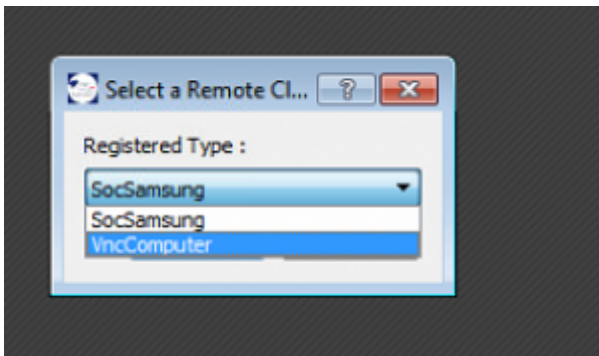 Select a Remote Cl...
Registered Type :
SocSamsung
SocSamsung
VncComputer